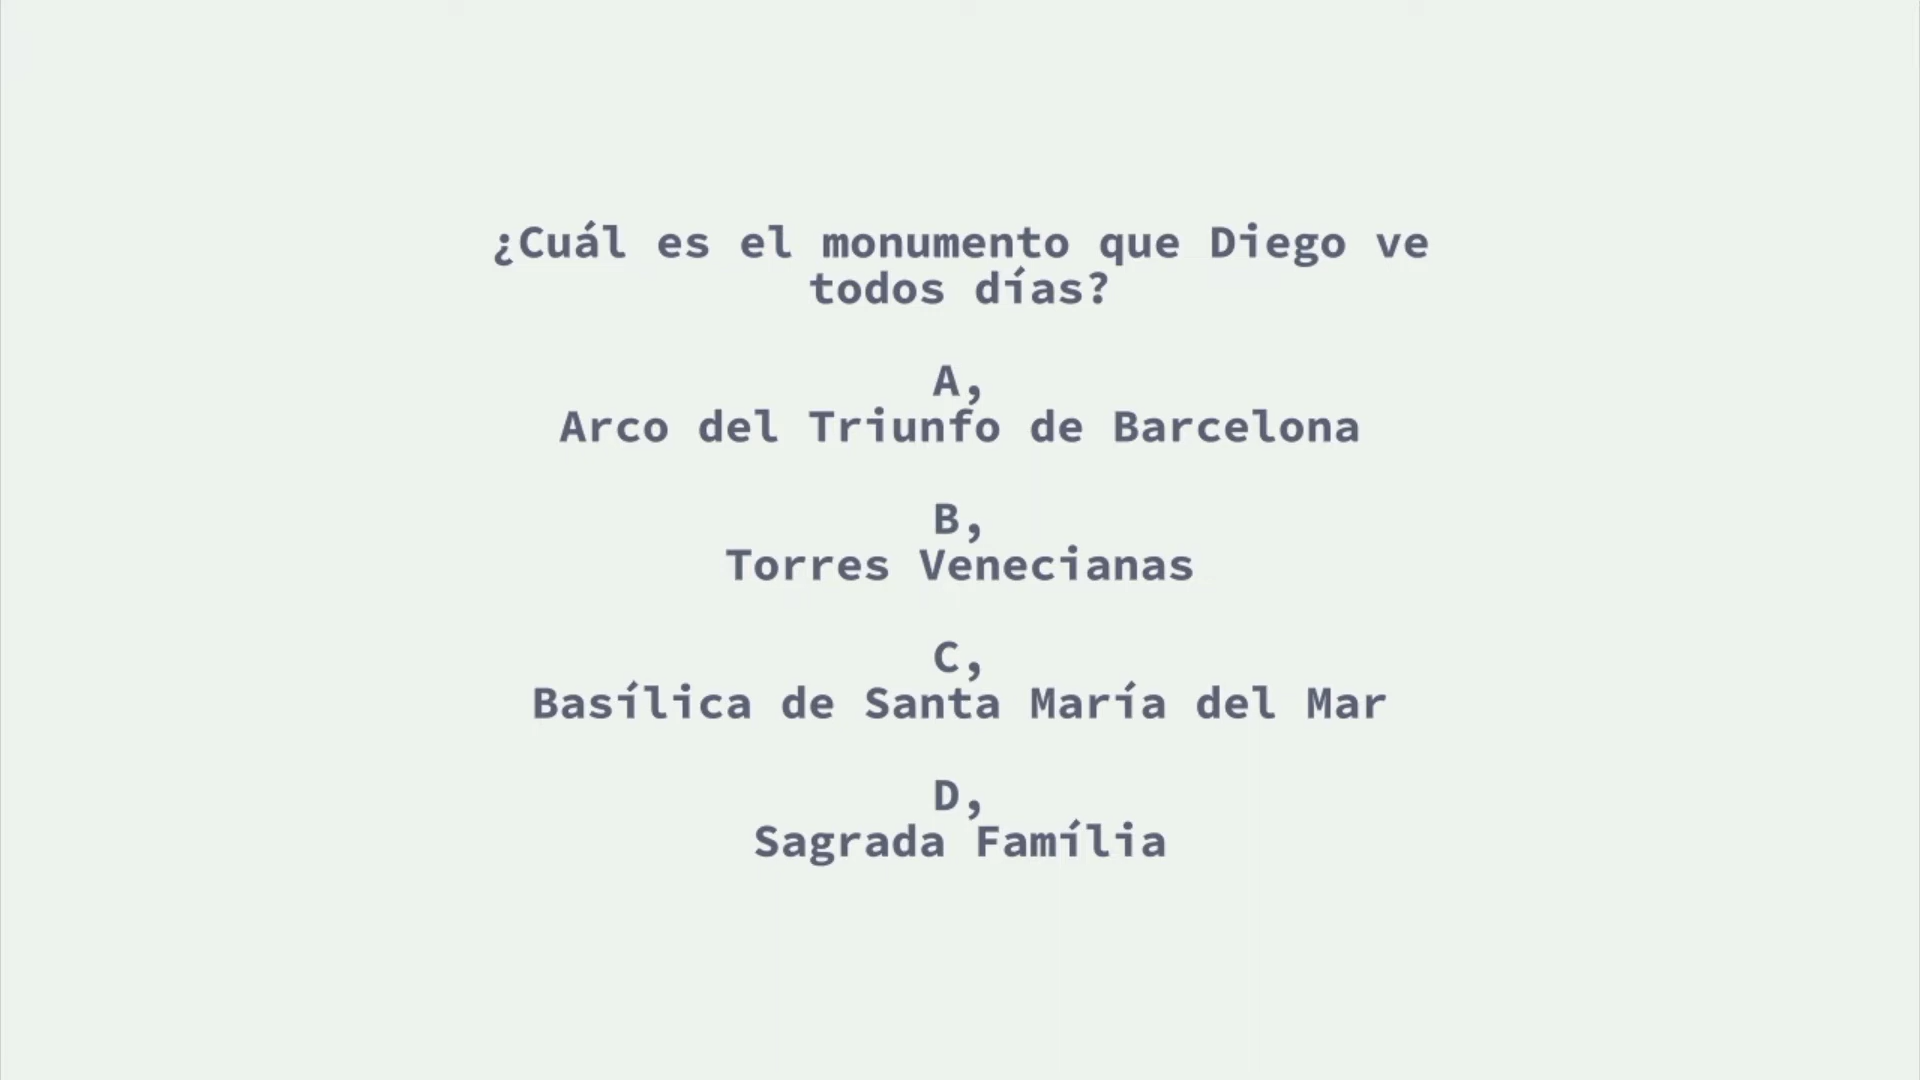 ¿Cuál es el monumento que Diego ve
todos días?
A,
Arco del Triunfo de Barcelona
B,
Torres Venecianas
C,
Basílica de Santa María del Mar
D,
Sagrada Família